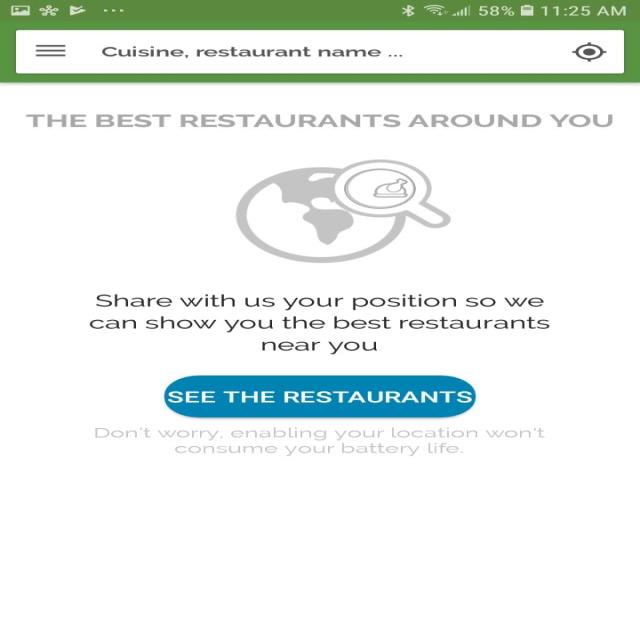 58% 11:25 AM
Cuisine, restaurant name ...
THE BEST RESTAURANTS AROUND YOU
Share with us your position so we
can show you the best restaurants
near you
SEE THE RESTAURANTS
Don't worry, enabling your location won't
consume your battery life.